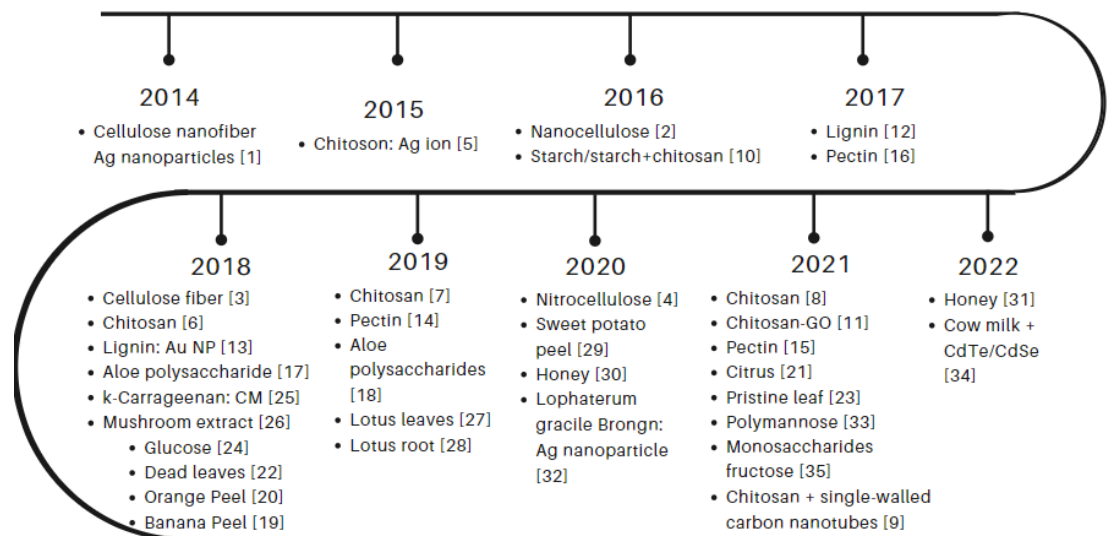 2014
• Cellulose nanofiber
Ag nanoparticles [1]
2015
• Chitoson: Ag ion [5]
2016
• Nanocellulose [2]
• Starch/starch+chitosan [10]
2017
• Lignin [12]
• Pectin [16]
2018
• Cellulose fiber [3]
• Chitosan [6]
• Lignin: Au NP [13]
• Aloe polysaccharide [17]
• k-Carrageenan: CM [25]
• Mushroom extract [26]
• Glucose [24]
• Dead leaves [22]
• Orange Peel [20]
• Banana Peel [19]
2019
• Chitosan [7]
• Pectin [14]
• Aloe
polysaccharides
[18]
• Lotus leaves [27]
• Lotus root [28]
2020
• Nitrocellulose [4]
• Sweet potato
peel [29]
• Honey [30]
• Lophaterum
gracile Brongn:
Ag nanoparticle
[32]
2021
• Chitosan [8]
• Chitosan-GO [11]
• Pectin [15]
• Citrus [21]
• Pristine leaf [23]
• Polymannose [33]
• Monosaccharides
fructose [35]
• Chitosan + single-walled
carbon nanotubes [9]
2022
• Honey [31]
• Cow milk +
CdTe/CdSe
[34]